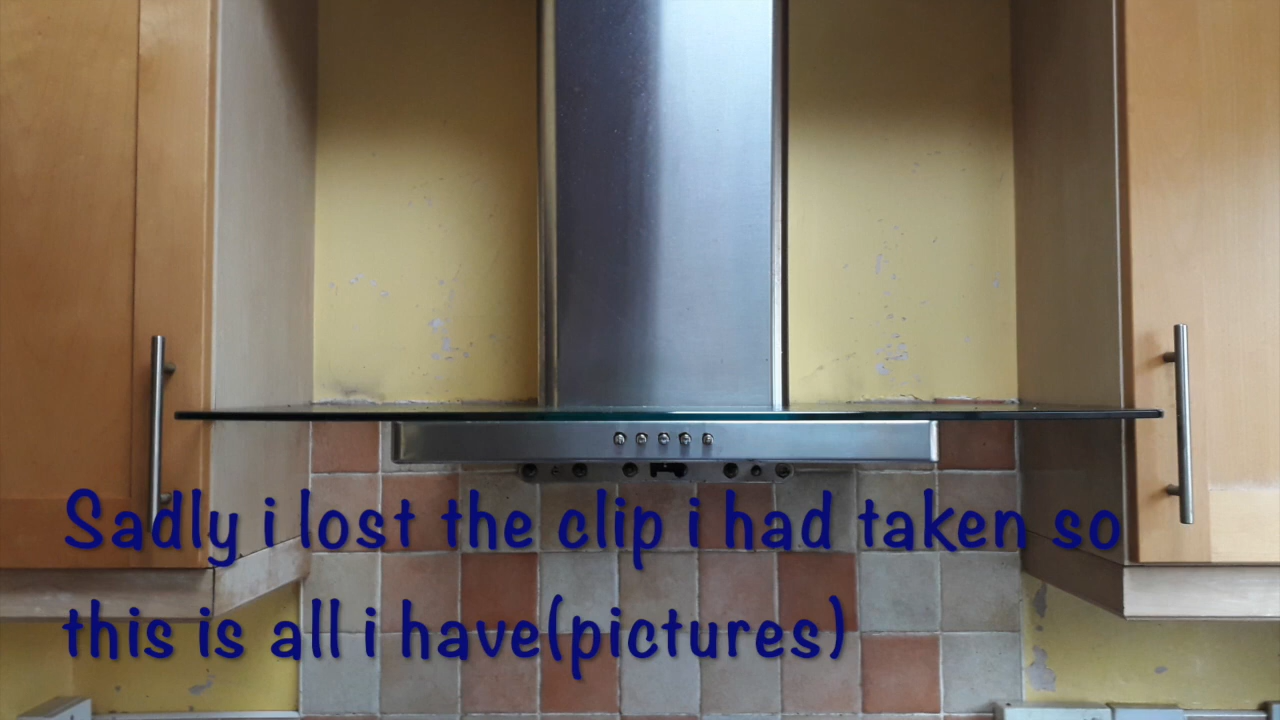 Sadly i lost the clip i had taken so
this is all i have(pictures)